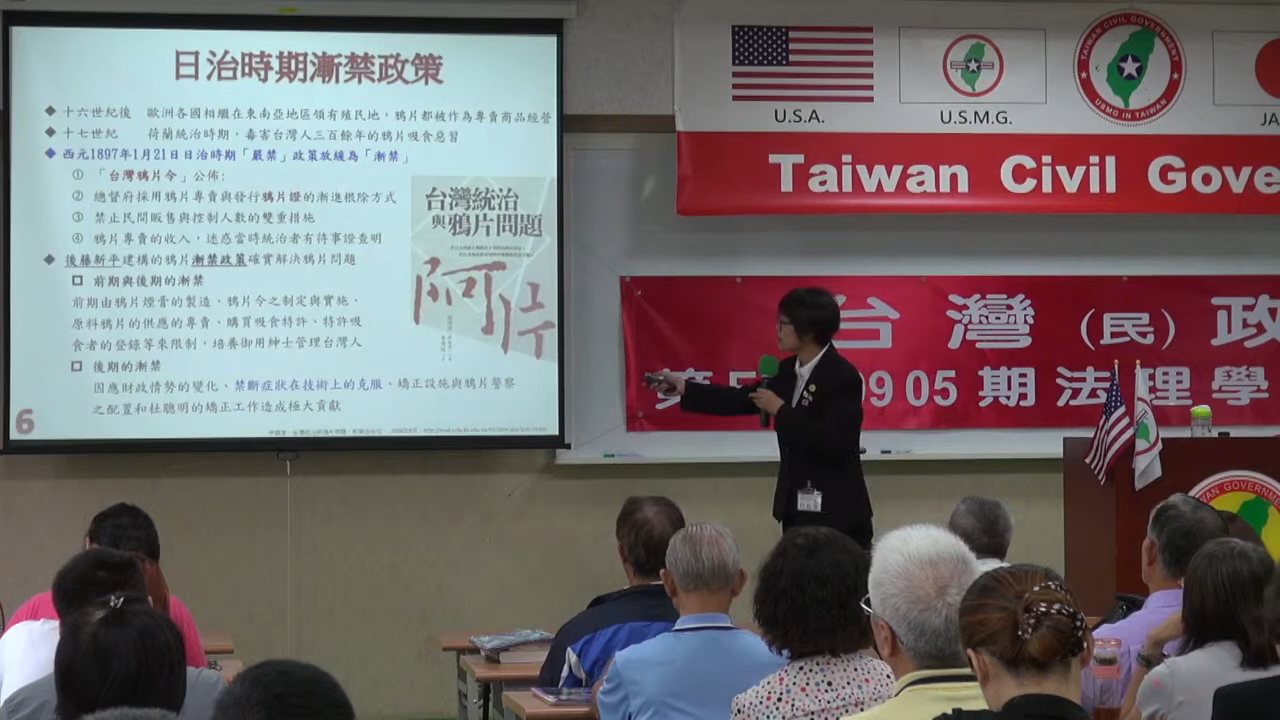 日治時期漸禁政策
十六世紀後 歐洲各國相繼在東南亞地區領有殖民地，鴉片都被作為專賣商品經營
十七世紀 荷蘭統治時期，毒害台灣人三百餘年的鴉片吸食惡習
西元1897年1月21日日治時期「嚴禁」政策放緩為「漸禁」
① 「台灣鴉片令」公佈:
② 總督府採用鴉片專賣與發行鴉片證的漸進根除方式
③ 禁止民間販售與控制人數的雙重措施
④ 鴉片專賣的收入，迷惑當時統治者有待事證查明
後藤新平建構的鴉片漸禁政策確實解決鴉片問題
前期與後期的漸禁
前期由鴉片煙膏的製造、鴉片令之制定與實施，
原料鴉片的供應的專賣、購買吸食特許、特許吸
食者的登錄等來限制，培養御用紳士管理台灣人
後期的漸禁
因應財政情勢的變化、禁斷症狀在技術上的克服、矯正設施與鴉片警察
之配置和杜聰明的矯正工作造成極大貢獻
6
台灣統治
與鴉片問題
阿片
U.S.A.
U.S.M.G.
TAIWAN CIVIL GOVERNMENT
USMG IN TAIWAN
JA
Taiwan Civil Gove
台灣（民）政
0905期法理學
WAN GOVERNMEN